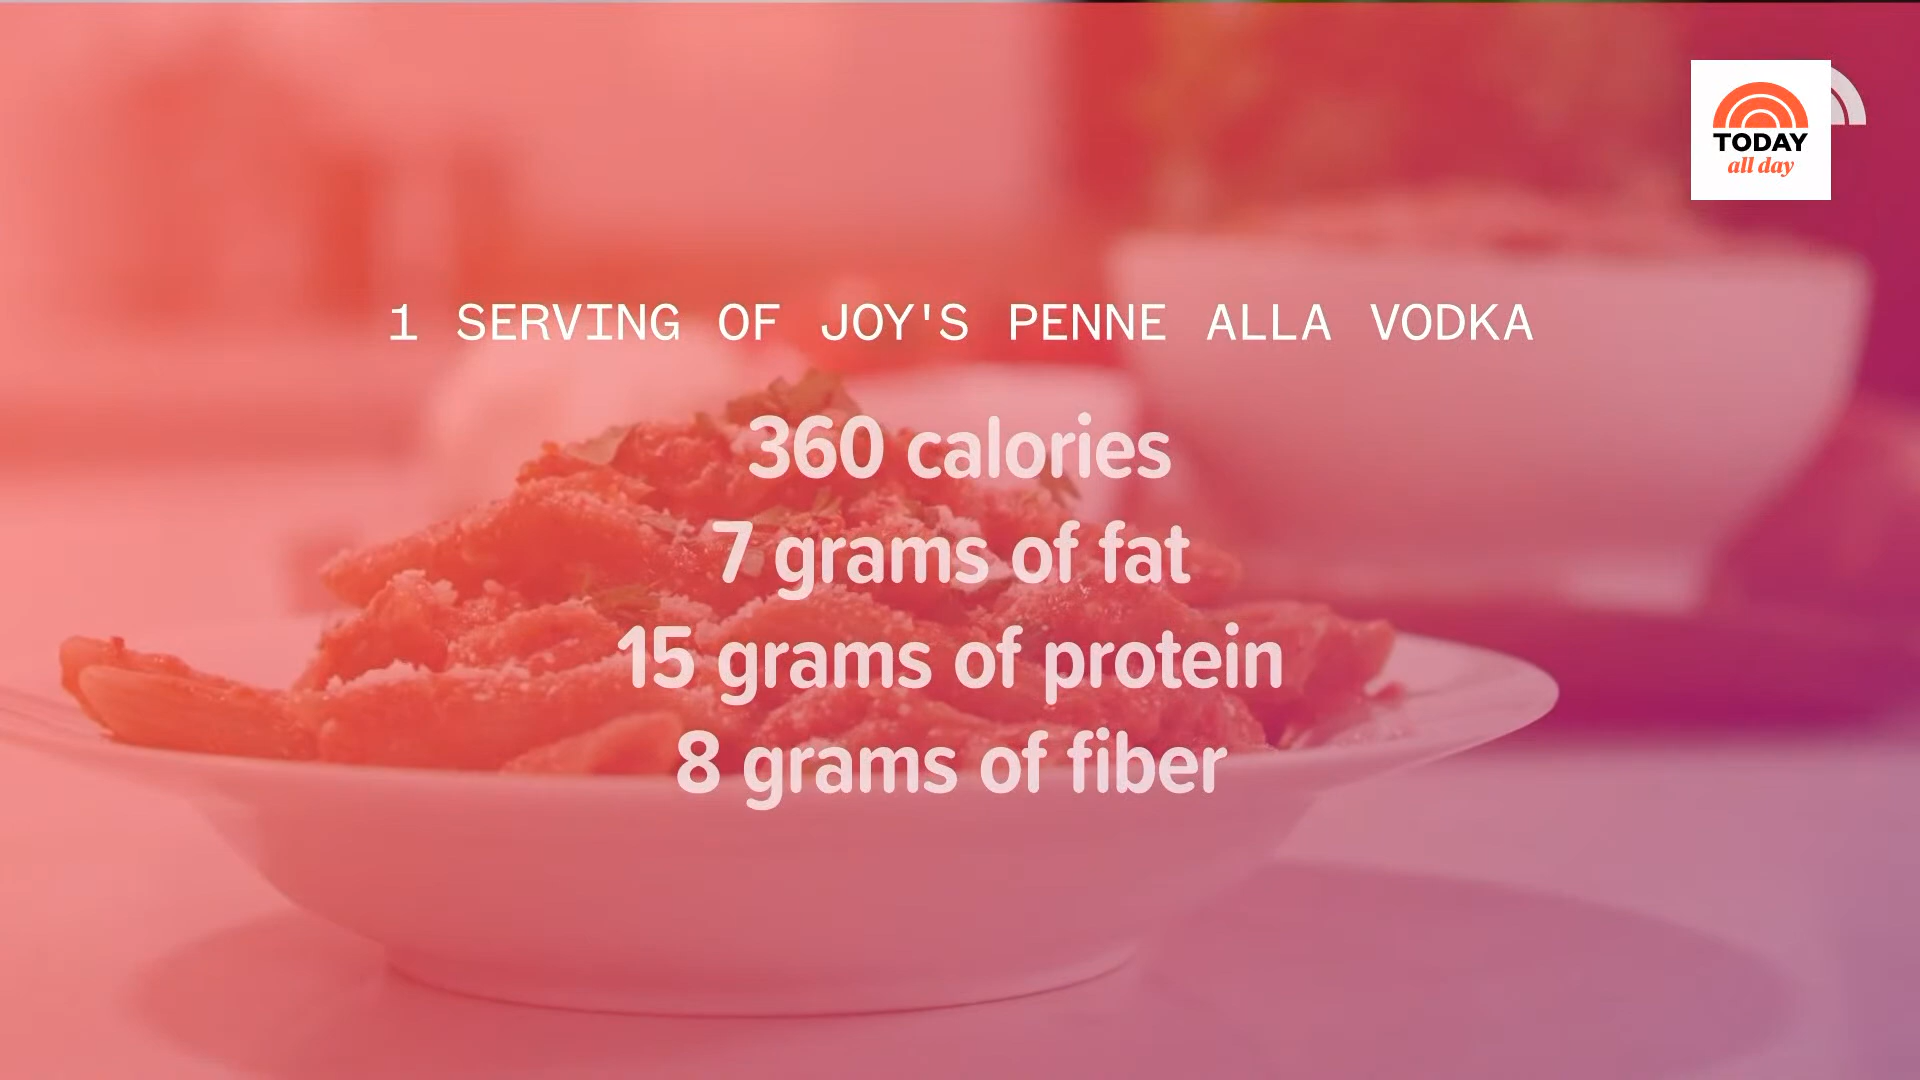 TODAY
all day
1 SERVING OF JOY'S PENNE ALLA VODKA
360 calories
7 grams of fat
15 grams of protein
8 grams of fiber